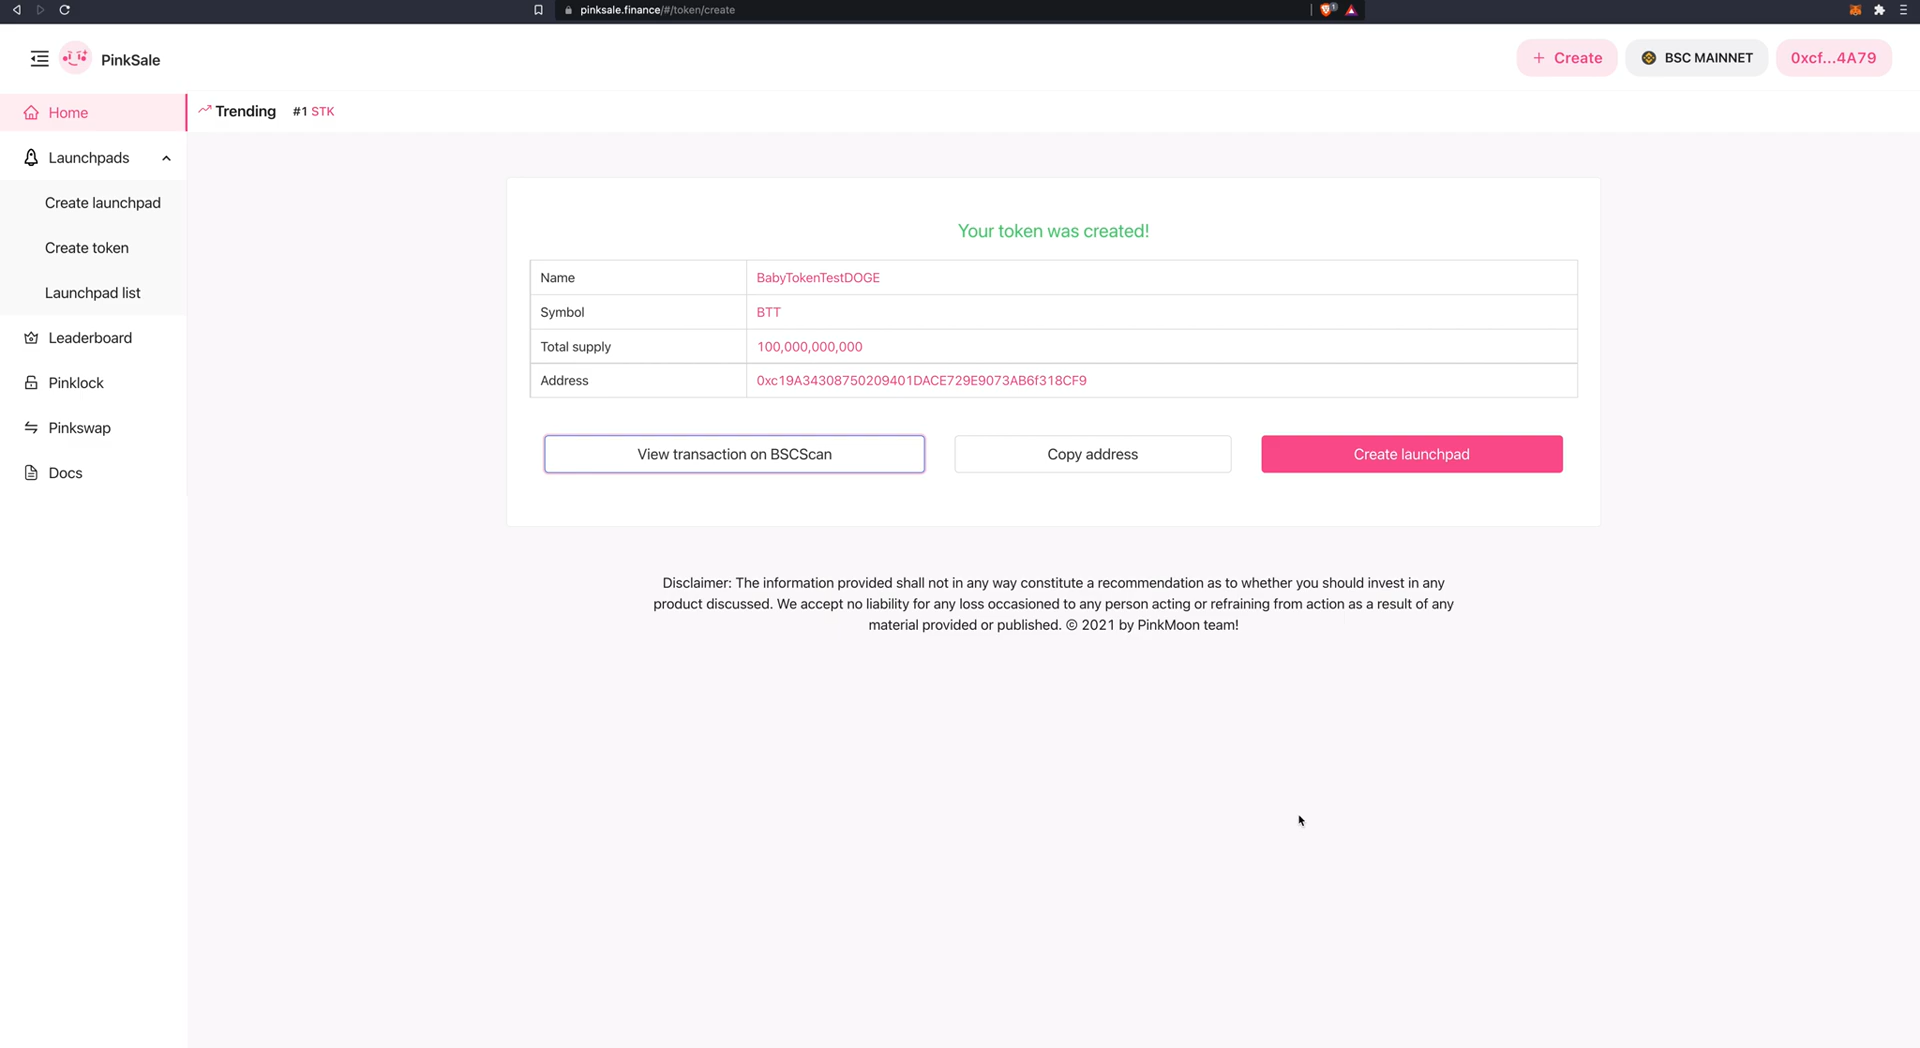 pinksale.finance/#/token/create
1
PinkSale
+ Create
BSC MAINNET
0xcf...4A79
Home
Trending #1 STK
Launchpads
Create launchpad
Create token
Launchpad list
Leaderboard
Pinklock
Pinkswap
Docs
Your token was created!
Name BabyTokenTestDOGE
Symbol BTT
Total supply 100,000,000,000
Address 0xc19A34308750209401DACE729E9073AB6f318CF9
View transaction on BSCScan
Copy address
Create launchpad
Disclaimer: The information provided shall not in any way constitute a recommendation as to whether you should invest in any
product discussed. We accept no liability for any loss occasioned to any person acting or refraining from action as a result of any
material provided or published. © 2021 by PinkMoon team!